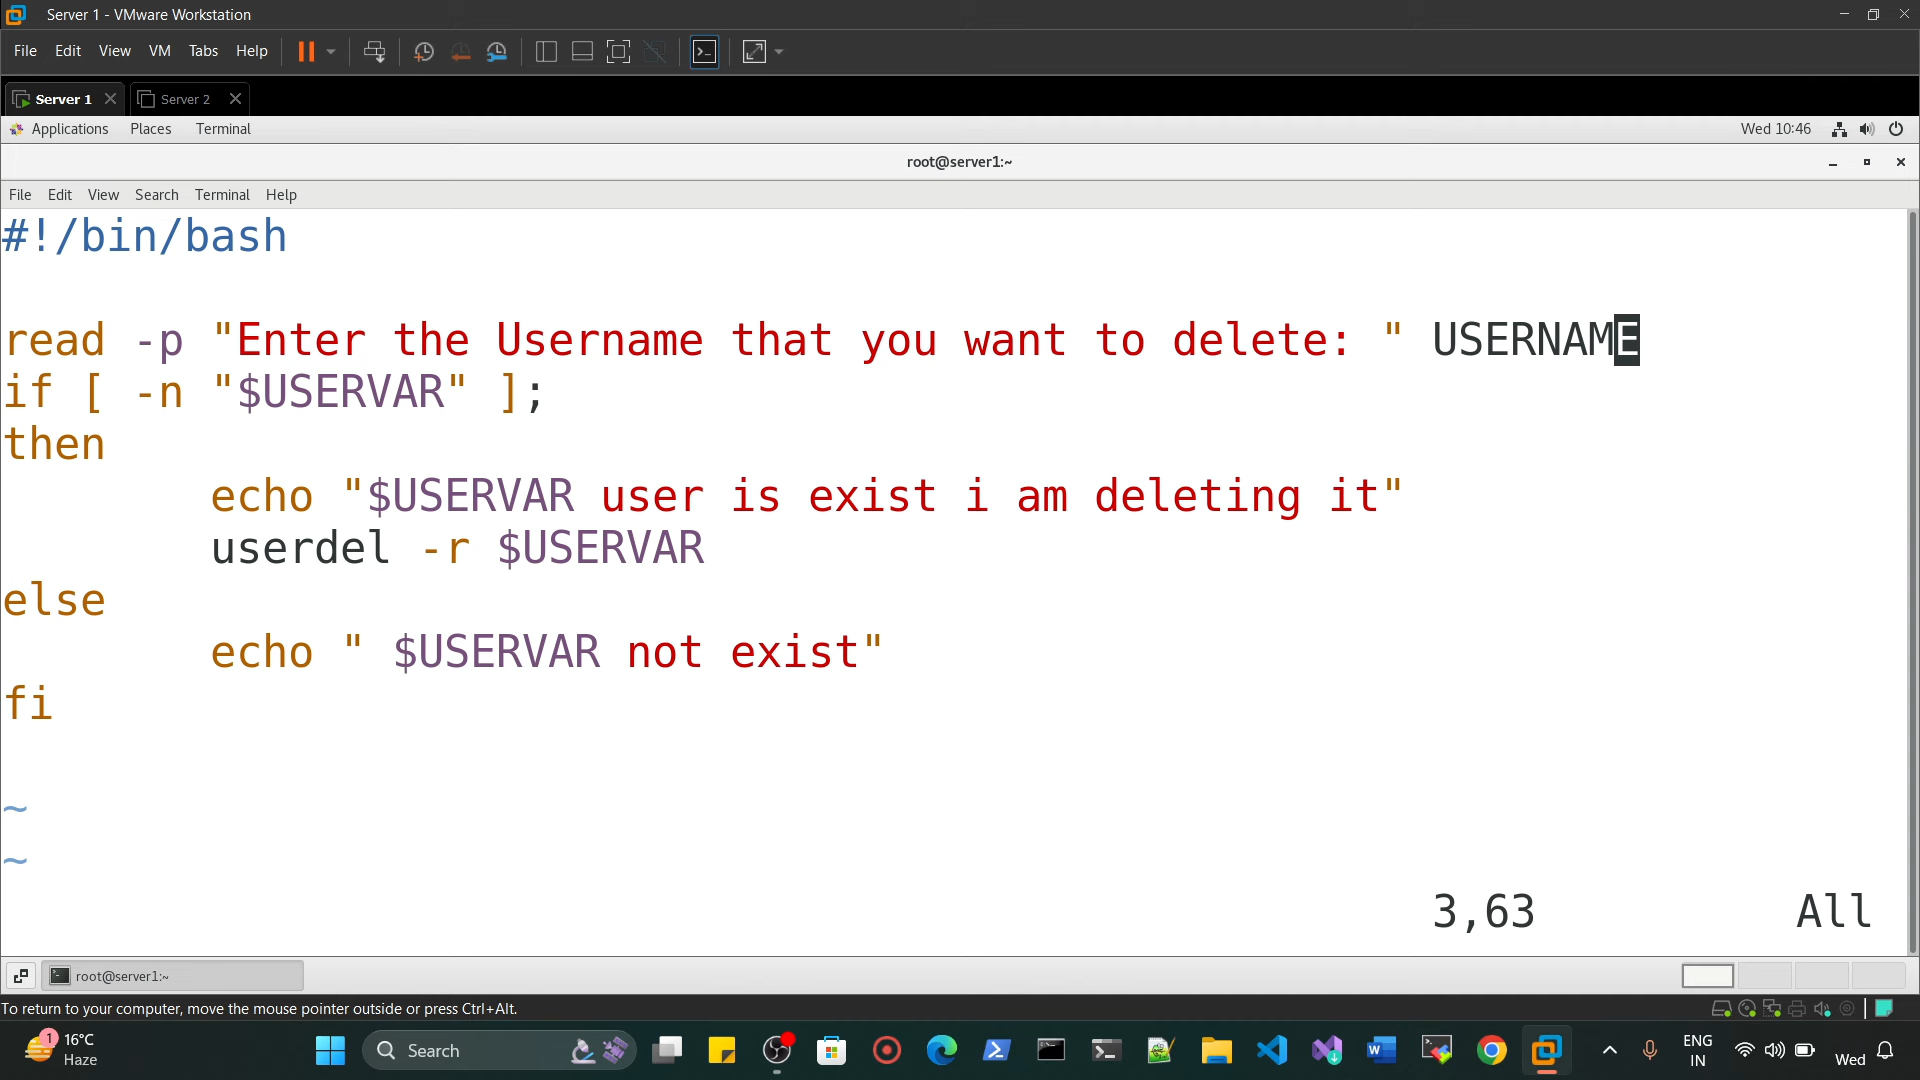 Server 1 - VMware Workstation
File Edit View VM Tabs Help
Server 1 Server 2
Applications Places Terminal Wed 10:46
root@server1:~
File Edit View Search Terminal Help
#!/bin/bash
read -p "Enter the Username that you want to delete: " USERNAME
if [ -n "$USERVAR" ];
then
echo "$USERVAR user is exist i am deleting it"
userdel -r $USERVAR
else
echo " $USERVAR not exist"
fi
~
~
3,63 All
root@server1:~
To return to your computer, move the mouse pointer outside or press Ctrl+Alt.
1
16°C
Haze
Search
ENG
IN
Wed